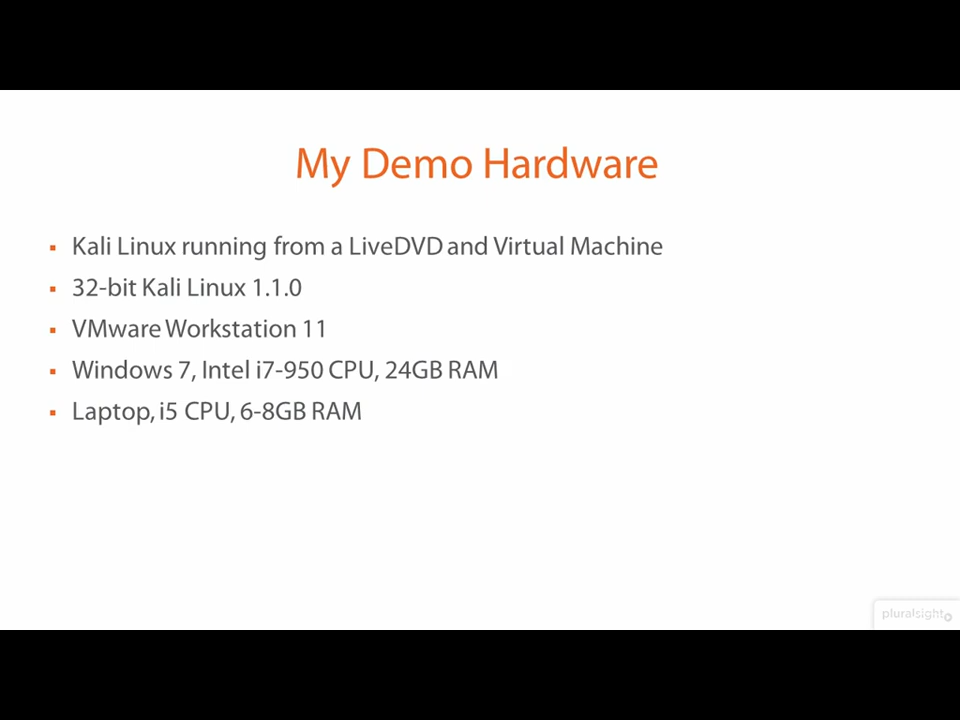 My Demo Hardware
▪ Kali Linux running from a LiveDVD and Virtual Machine
▪ 32-bit Kali Linux 1.1.0
▪ VMware Workstation 11
▪ Windows 7, Intel i7-950 CPU, 24GB RAM
▪ Laptop, i5 CPU, 6-8GB RAM
pluralsight